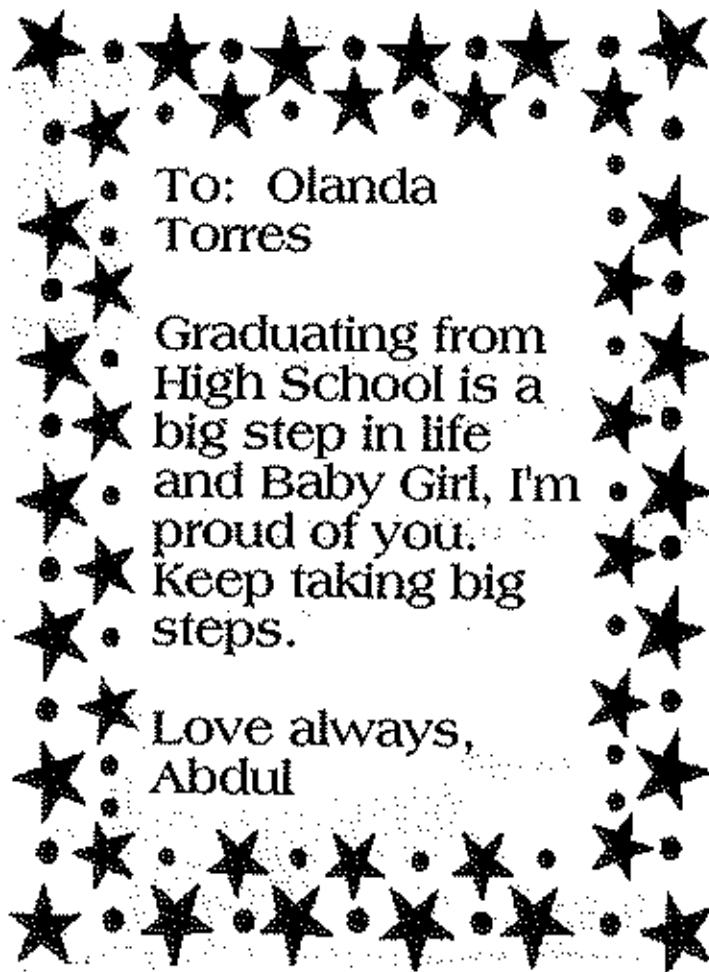 To: Olanda
Torres
Graduating from
High School is a
big step in life
and Baby Girl, I'm
proud of you.
Keep taking big
steps.
Love always,
Abdul